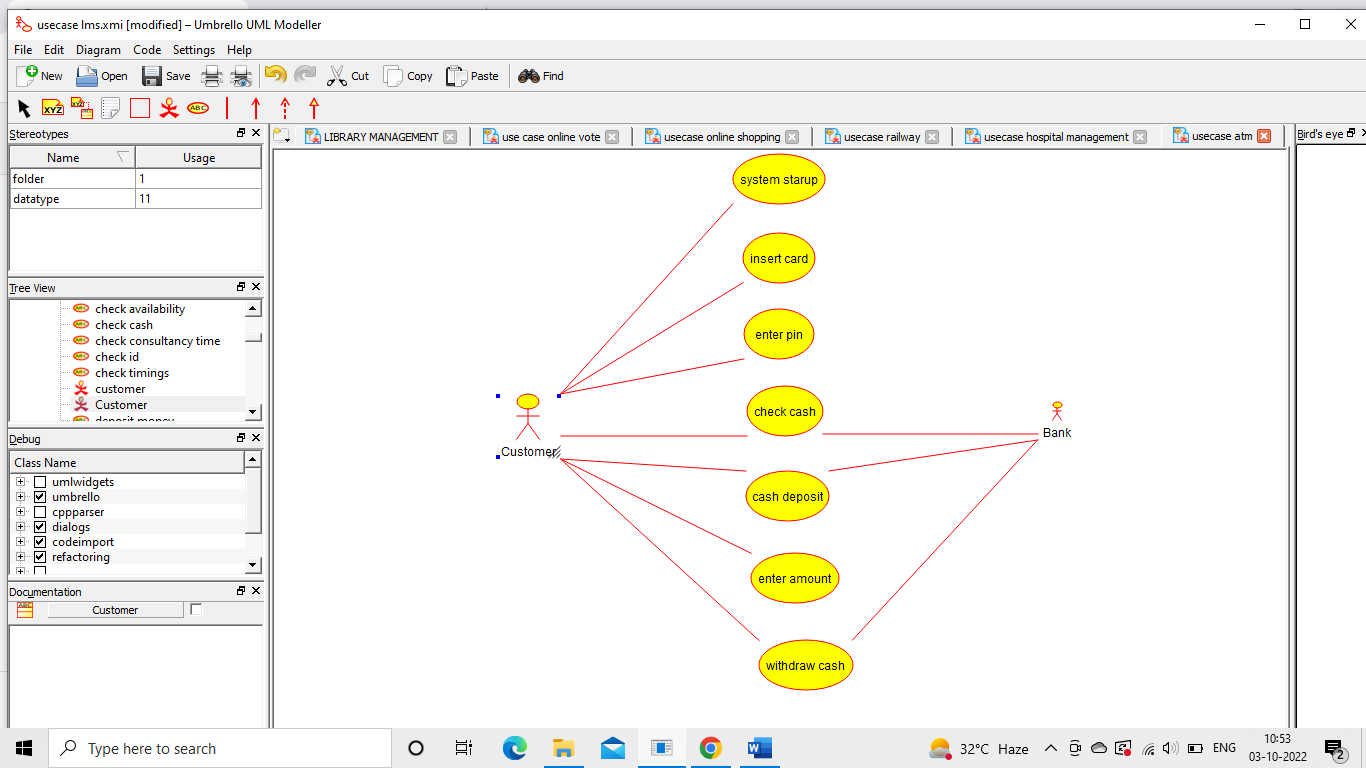 usecase lms.xmi [modified] – Umbrello UML Modeller
File Edit Diagram Code Settings Help
New Open Save Cut Copy Paste Find
XYZ XYZ ABC
Stereotypes
Name Usage
folder 1
datatype 11
Tree View
check availability
check cash
check consultancy time
check id
check timings
customer
Customer
deposit money
Debug
Class Name
umlwidgets
umbrello
cppparser
dialogs
codeimport
refactoring
Documentation
Customer
LIBRARY MANAGEMENT use case online vote usecase online shopping usecase railway usecase hospital management usecase atm
Bird's eye
system starup
insert card
enter pin
check cash
Customer
Bank
cash deposit
enter amount
withdraw cash
Type here to search
32°C Haze
ENG
10:53
03-10-2022
2